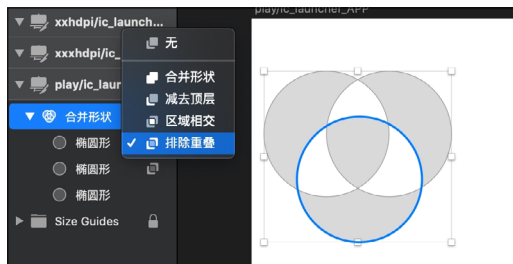 play/ic_launcher_APP
xxhdpi/ic_launch...
无
xxxhdpi/ic_
合并形状
play/ic_laur
减去顶层
合并形状
区域相交
排除重叠
椭圆形
椭圆形
椭圆形
Size Guides